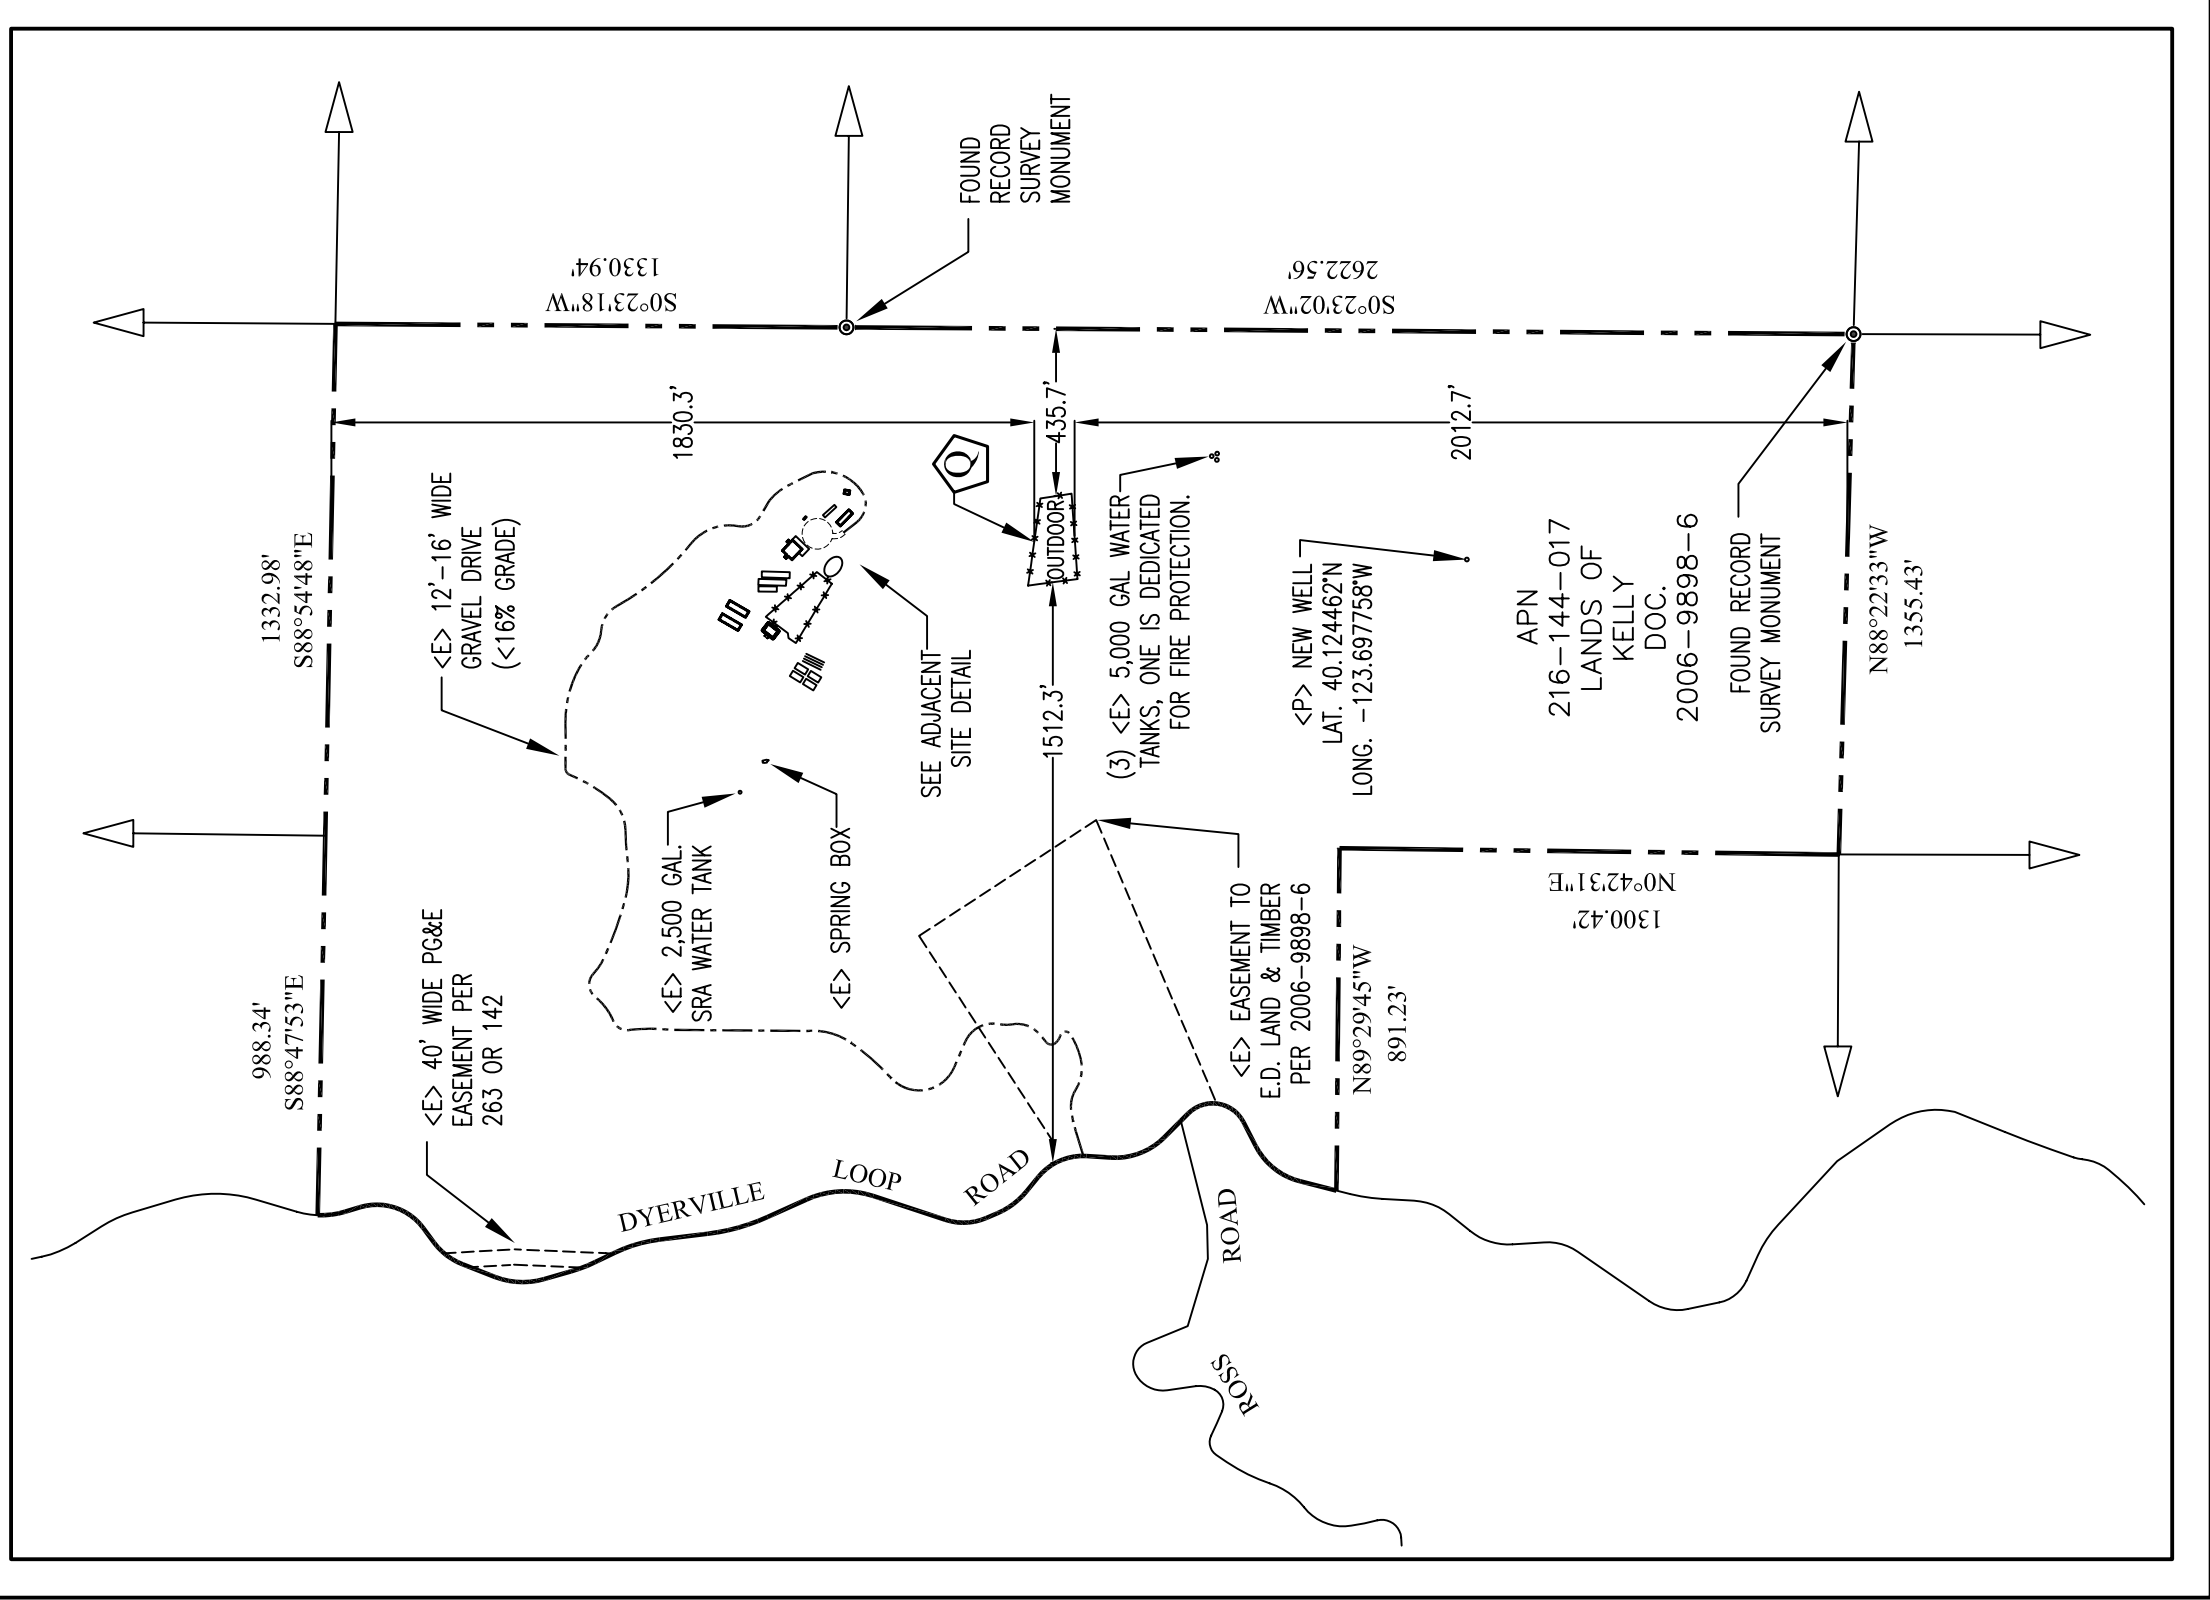 1332.98'
S88°54'48"E
988.34'
S88°47'53"E
<E> 40' WIDE PG&E
EASEMENT PER
263 OR 142
<E> 12'-16' WIDE
GRAVEL DRIVE
(<16% GRADE)
S0°23'18"W
1330.94'
FOUND
RECORD
SURVEY
MONUMENT
1830.3'
435.7'
Q
OUTDOOR
<E> 2,500 GAL.
SRA WATER TANK
<E> SPRING BOX
SEE ADJACENT
SITE DETAIL
1512.3'
DYERVILLE
LOOP
ROAD
(3) <E> 5,000 GAL WATER
TANKS, ONE IS DEDICATED
FOR FIRE PROTECTION.
<E> EASEMENT TO
E.D. LAND & TIMBER
PER 2006-9898-6
ROSS
ROAD
S0°23'02"W
2622.56'
2012.7'
<P> NEW WELL
LAT. 40.124462°N
LONG. -123.697758°W
N89°29'45"W
891.23'
APN
216-144-017
LANDS OF
KELLY
DOC.
2006-9898-6
N0°42'31"E
1300.42'
FOUND RECORD
SURVEY MONUMENT
N88°22'33"W
1355.43'